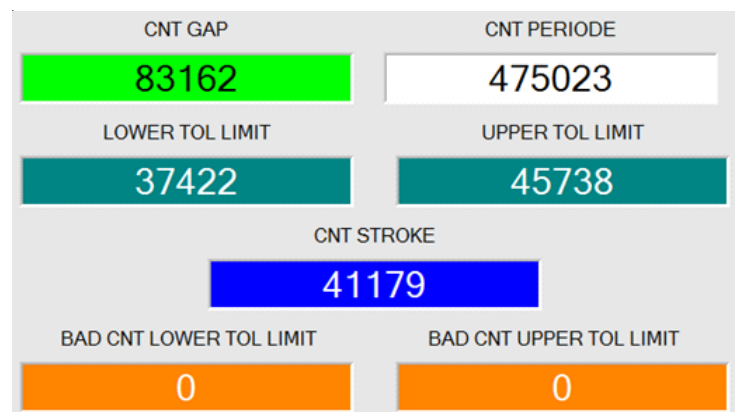 CNT GAP CNT PERIODE
83162 475023
LOWER TOL LIMIT UPPER TOL LIMIT
37422 45738
CNT STROKE
41179
BAD CNT LOWER TOL LIMIT BAD CNT UPPER TOL LIMIT
0 0